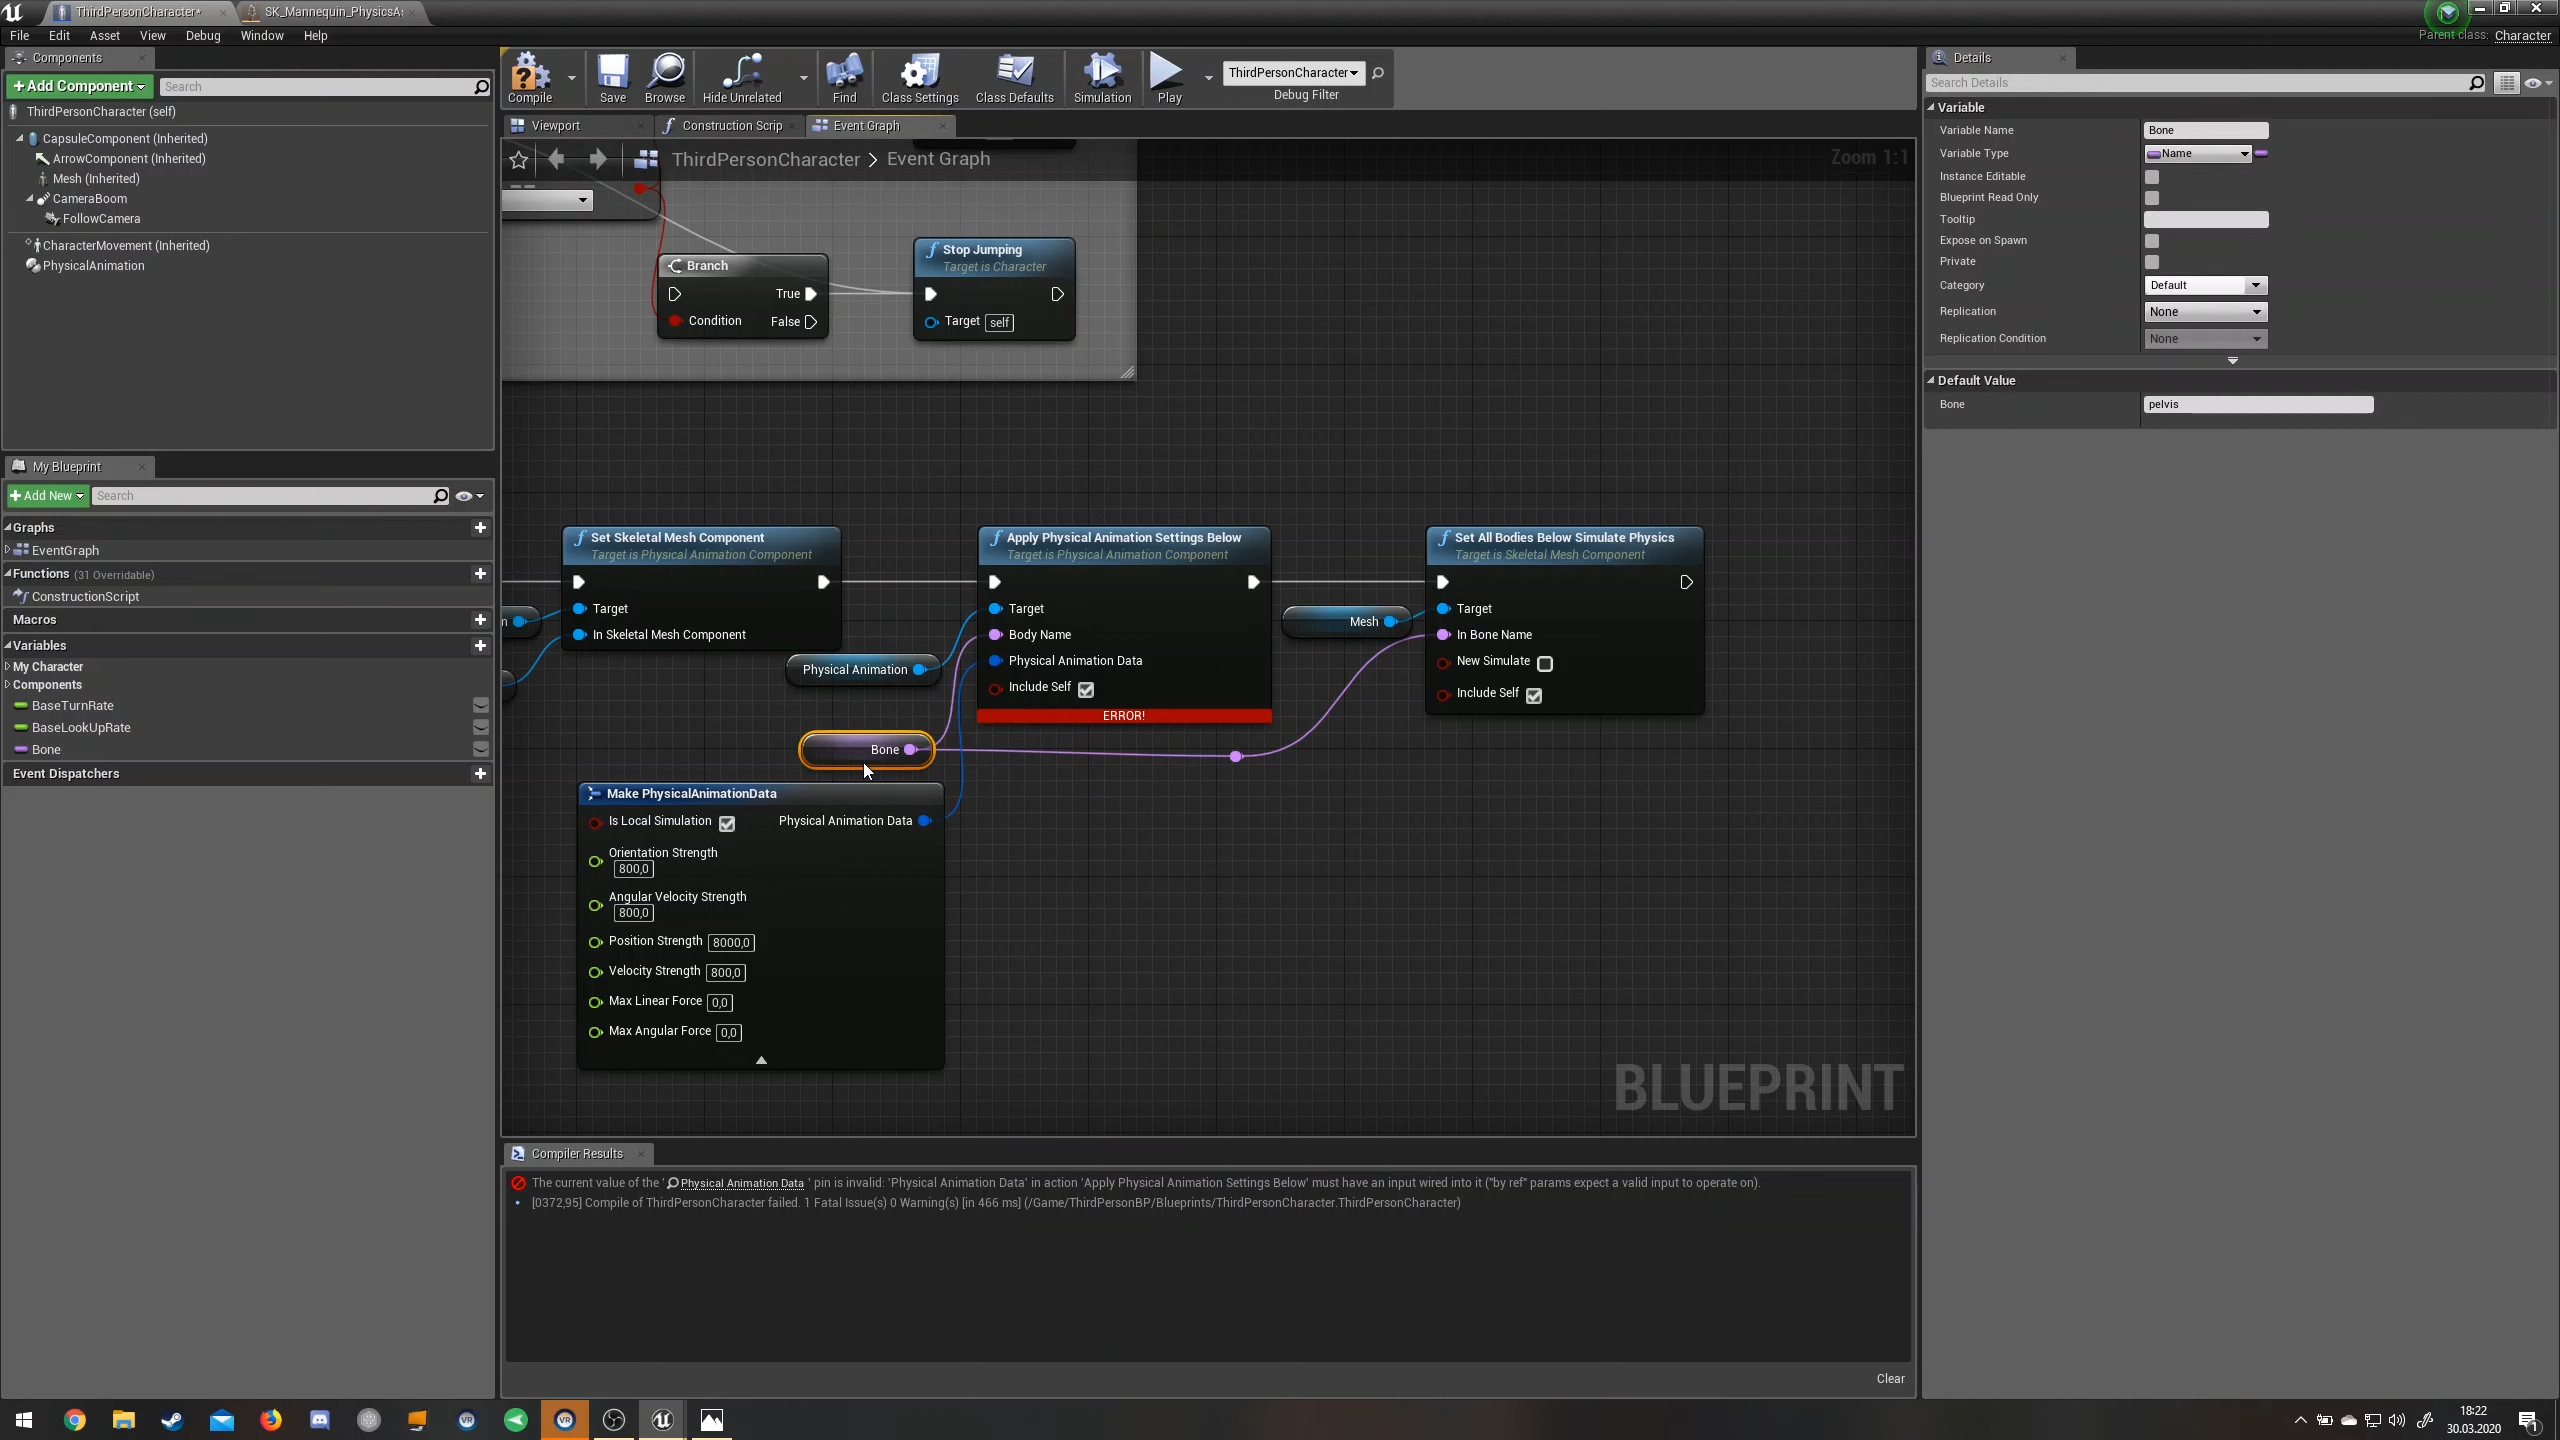 ThirdPersonCharacter*
SK_Mannequin_PhysicsAs
File Edit Asset View Debug Window Help
Parent class: Character
Components
+Add Component
Search
ThirdPersonCharacter (self)
CapsuleComponent (Inherited)
ArrowComponent (Inherited)
Mesh (Inherited)
CameraBoom
FollowCamera
CharacterMovement (Inherited)
PhysicalAnimation
My Blueprint
+Add New
Search
Graphs
EventGraph
Functions (31 Overridable)
ConstructionScript
Macros
Variables
My Character
Components
BaseTurnRate
BaseLookUpRate
Bone
Event Dispatchers
Compile
Save
Browse
Hide Unrelated
Find
Class Settings
Class Defaults
Simulation
Play
ThirdPersonCharacter
Debug Filter
Viewport
Construction Scrip
Event Graph
ThirdPersonCharacter > Event Graph
Zoom 1:1
Branch
True
Condition
False
Stop Jumping
Target is Character
Target self
Set Skeletal Mesh Component
Target is Physical Animation Component
Target
In Skeletal Mesh Component
n
Physical Animation
Bone
Apply Physical Animation Settings Below
Target is Physical Animation Component
Target
Body Name
Physical Animation Data
Include Self
ERROR!
Mesh
Set All Bodies Below Simulate Physics
Target is Skeletal Mesh Component
Target
In Bone Name
New Simulate
Include Self
Make PhysicalAnimationData
Is Local Simulation
Physical Animation Data
Orientation Strength
800,0
Angular Velocity Strength
800,0
Position Strength 8000,0
Velocity Strength 800,0
Max Linear Force 0,0
Max Angular Force 0,0
BLUEPRINT
Compiler Results
The current value of the ' Physical Animation Data ' pin is invalid: 'Physical Animation Data' in action 'Apply Physical Animation Settings Below' must have an input wired into it ("by ref" params expect a valid input to operate on).
[0372,95] Compile of ThirdPersonCharacter failed. 1 Fatal Issue(s) 0 Warning(s) [in 466 ms] (/Game/ThirdPersonBP/Blueprints/ThirdPersonCharacter.ThirdPersonCharacter)
Clear
Details
Search Details
Variable
Variable Name Bone
Variable Type Name
Instance Editable
Blueprint Read Only
Tooltip
Expose on Spawn
Private
Category Default
Replication None
Replication Condition None
Default Value
Bone pelvis
VR
VR
18:22
30.03.2020
1